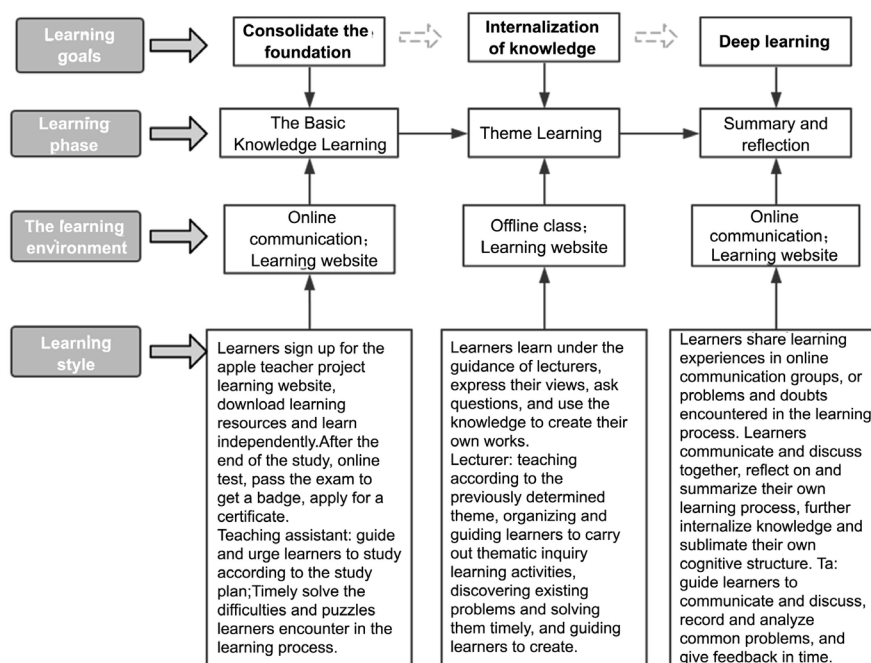 Learning
goals
Consolidate the
foundation
Internalization
of knowledge
Deep learning
Learning
phase
The Basic
Knowledge Learning
Theme Learning
Summary and
reflection
The learning
environment
Online
communication;
Learning website
Offline class;
Learning website
Online
communication;
Learning website
Learning
style
Learners sign up for the
apple teacher project
learning website,
download learning
resources and learn
independently.After the
end of the study, online
test, pass the exam to
get a badge, apply for a
certificate.
Teaching assistant: guide
and urge learners to study
according to the study
plan;Timely solve the
difficulties and puzzles
learners encounter in the
learning process.
Learners learn under the
guidance of lecturers,
express their views, ask
questions, and use the
knowledge to create their
own works.
Lecturer: teaching
according to the
previously determined
theme, organizing and
guiding learners to carry
out thematic inquiry
learning activities,
discovering existing
problems and solving
them timely, and guiding
learners to create.
Learners share learning
experiences in online
communication groups, or
problems and doubts
encountered in the learning
process. Learners
communicate and discuss
together, reflect on and
summarize their own
learning process, further
internalize knowledge and
sublimate their own
cognitive structure. Ta:
guide learners to
communicate and discuss,
record and analyze
common problems, and
give feedback in time.